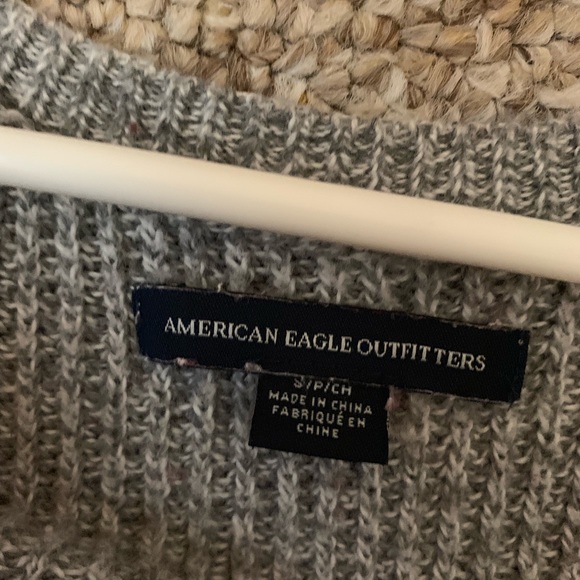 AMERICAN EAGLE OUTFITTERS
S/P/CH
MADE IN CHINA
FABRIQUÉ EN
CHINE